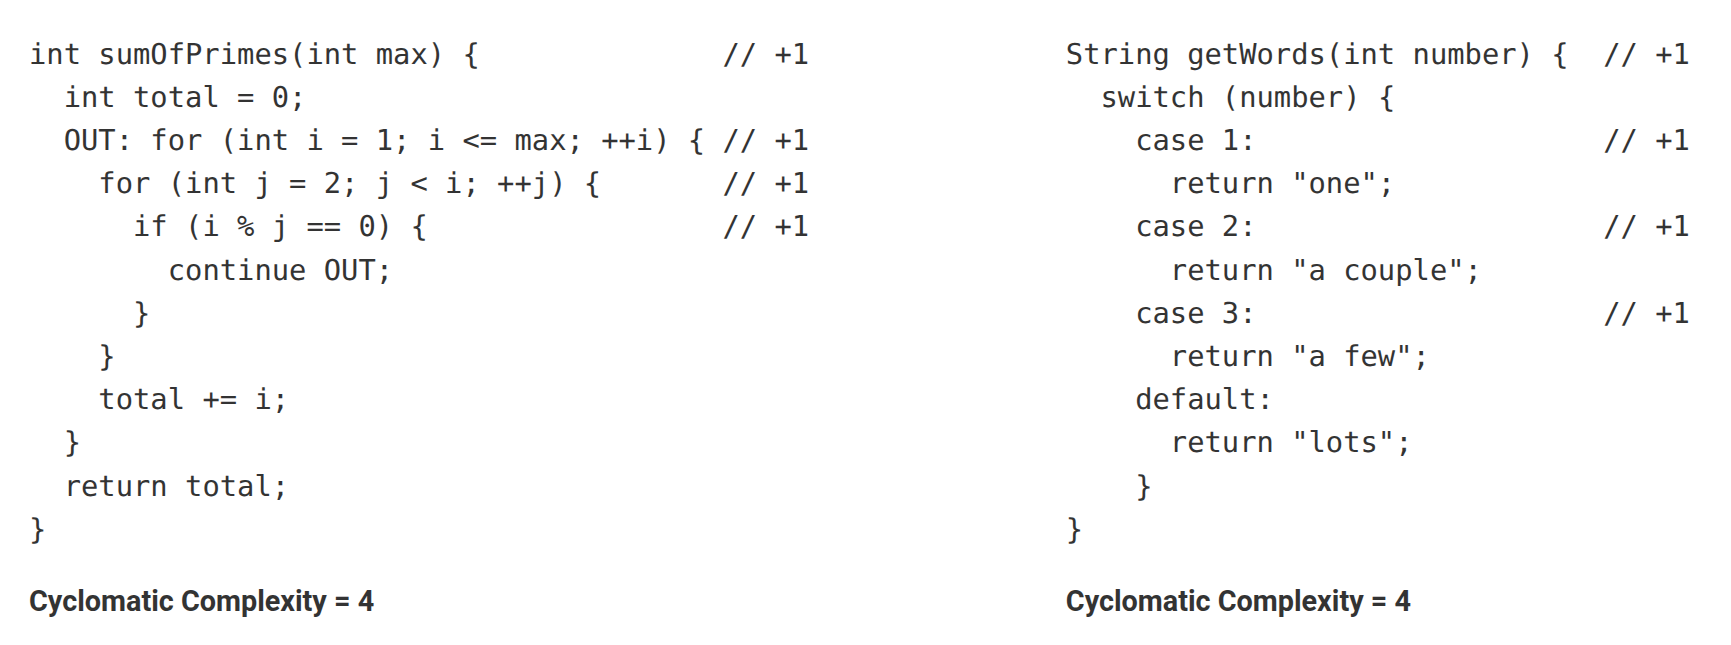 int sumOfPrimes(int max) {              // +1
  int total = 0;
  OUT: for (int i = 1; i <= max; ++i) { // +1
    for (int j = 2; j < i; ++j) {       // +1
      if (i % j == 0) {                 // +1
        continue OUT;
      }
    }
    total += i;
  }
  return total;
}
Cyclomatic Complexity = 4
String getWords(int number) {  // +1
  switch (number) {
    case 1:                    // +1
      return "one";
    case 2:                    // +1
      return "a couple";
    case 3:                    // +1
      return "a few";
    default:
      return "lots";
    }
}
Cyclomatic Complexity = 4